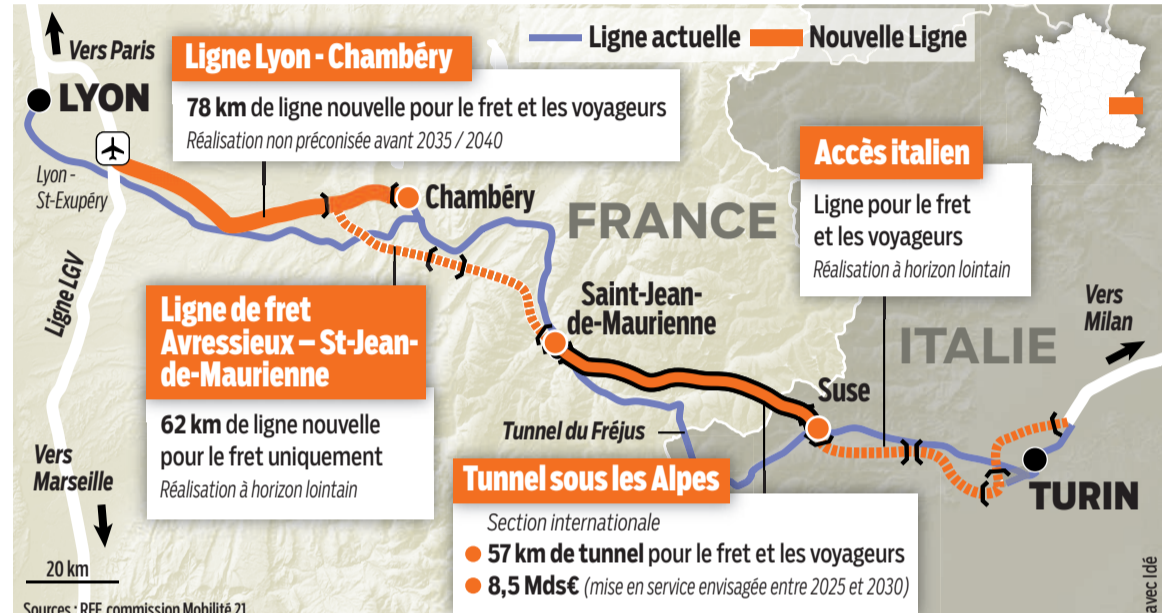 Vers Paris
LYON
Ligne Lyon - Chambéry
78 km de ligne nouvelle pour le fret et les voyageurs
Réalisation non préconisée avant 2035 / 2040
Ligne actuelle
Nouvelle Ligne
Lyon -
St-Exupéry
Chambéry
FRANCE
Accès italien
Ligne pour le fret
et les voyageurs
Réalisation à horizon lointain
Ligne LGV
Ligne de fret
Avressieux – St-Jean-
de-Maurienne
62 km de ligne nouvelle
pour le fret uniquement
Réalisation à horizon lointain
Saint-Jean-
de-Maurienne
Vers
Milan
ITALIE
Suse
Tunnel du Fréjus
Vers
Marseille
Tunnel sous les Alpes
Section internationale
57 km de tunnel pour le fret et les voyageurs
8,5 Mds€ (mise en service envisagée entre 2025 et 2030)
TURIN
20 km
Sources : RFF, commission Mobilité 21
avec Idé